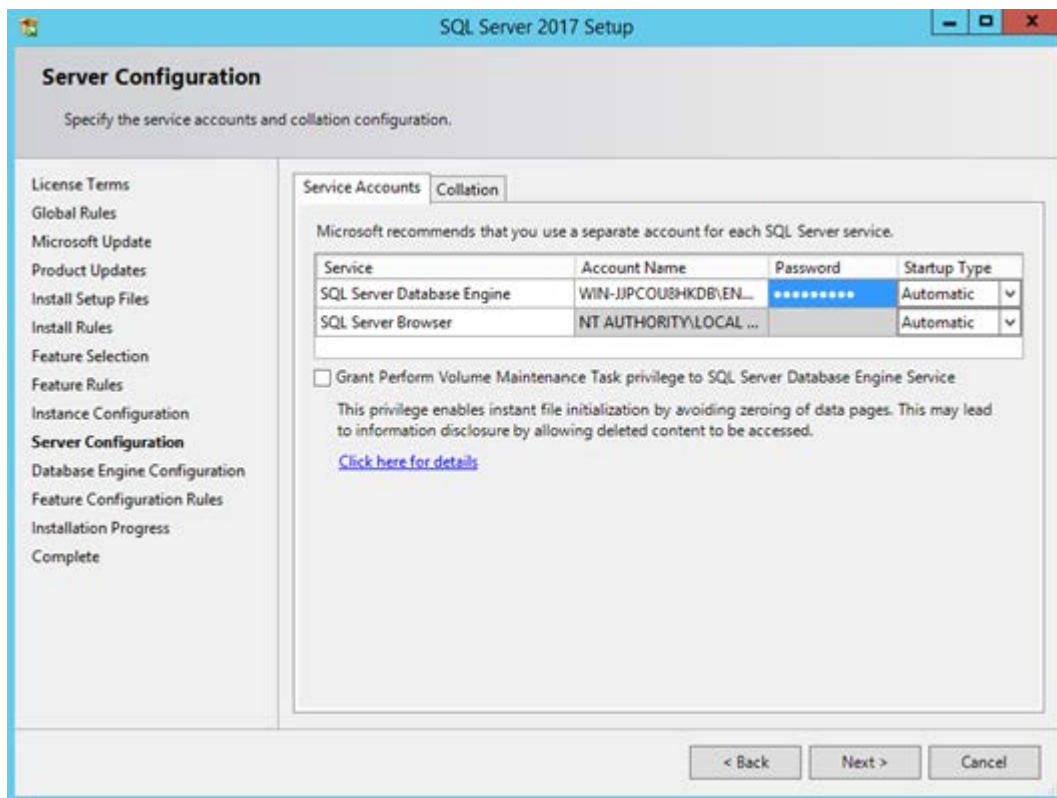 SQL Server 2017 Setup
Server Configuration
Specify the service accounts and collation configuration.
License Terms
Global Rules
Microsoft Update
Product Updates
Install Setup Files
Install Rules
Feature Selection
Feature Rules
Instance Configuration
Server Configuration
Database Engine Configuration
Feature Configuration Rules
Installation Progress
Complete
Service Accounts Collation
Microsoft recommends that you use a separate account for each SQL Server service.
Service Account Name Password Startup Type
SQL Server Database Engine WIN-JJPCOU8HKDB\EN... ●●●●●●●●● Automatic
SQL Server Browser NT AUTHORITY\LOCAL ... Automatic
Grant Perform Volume Maintenance Task privilege to SQL Server Database Engine Service
This privilege enables instant file initialization by avoiding zeroing of data pages. This may lead
to information disclosure by allowing deleted content to be accessed.
Click here for details
< Back Next > Cancel